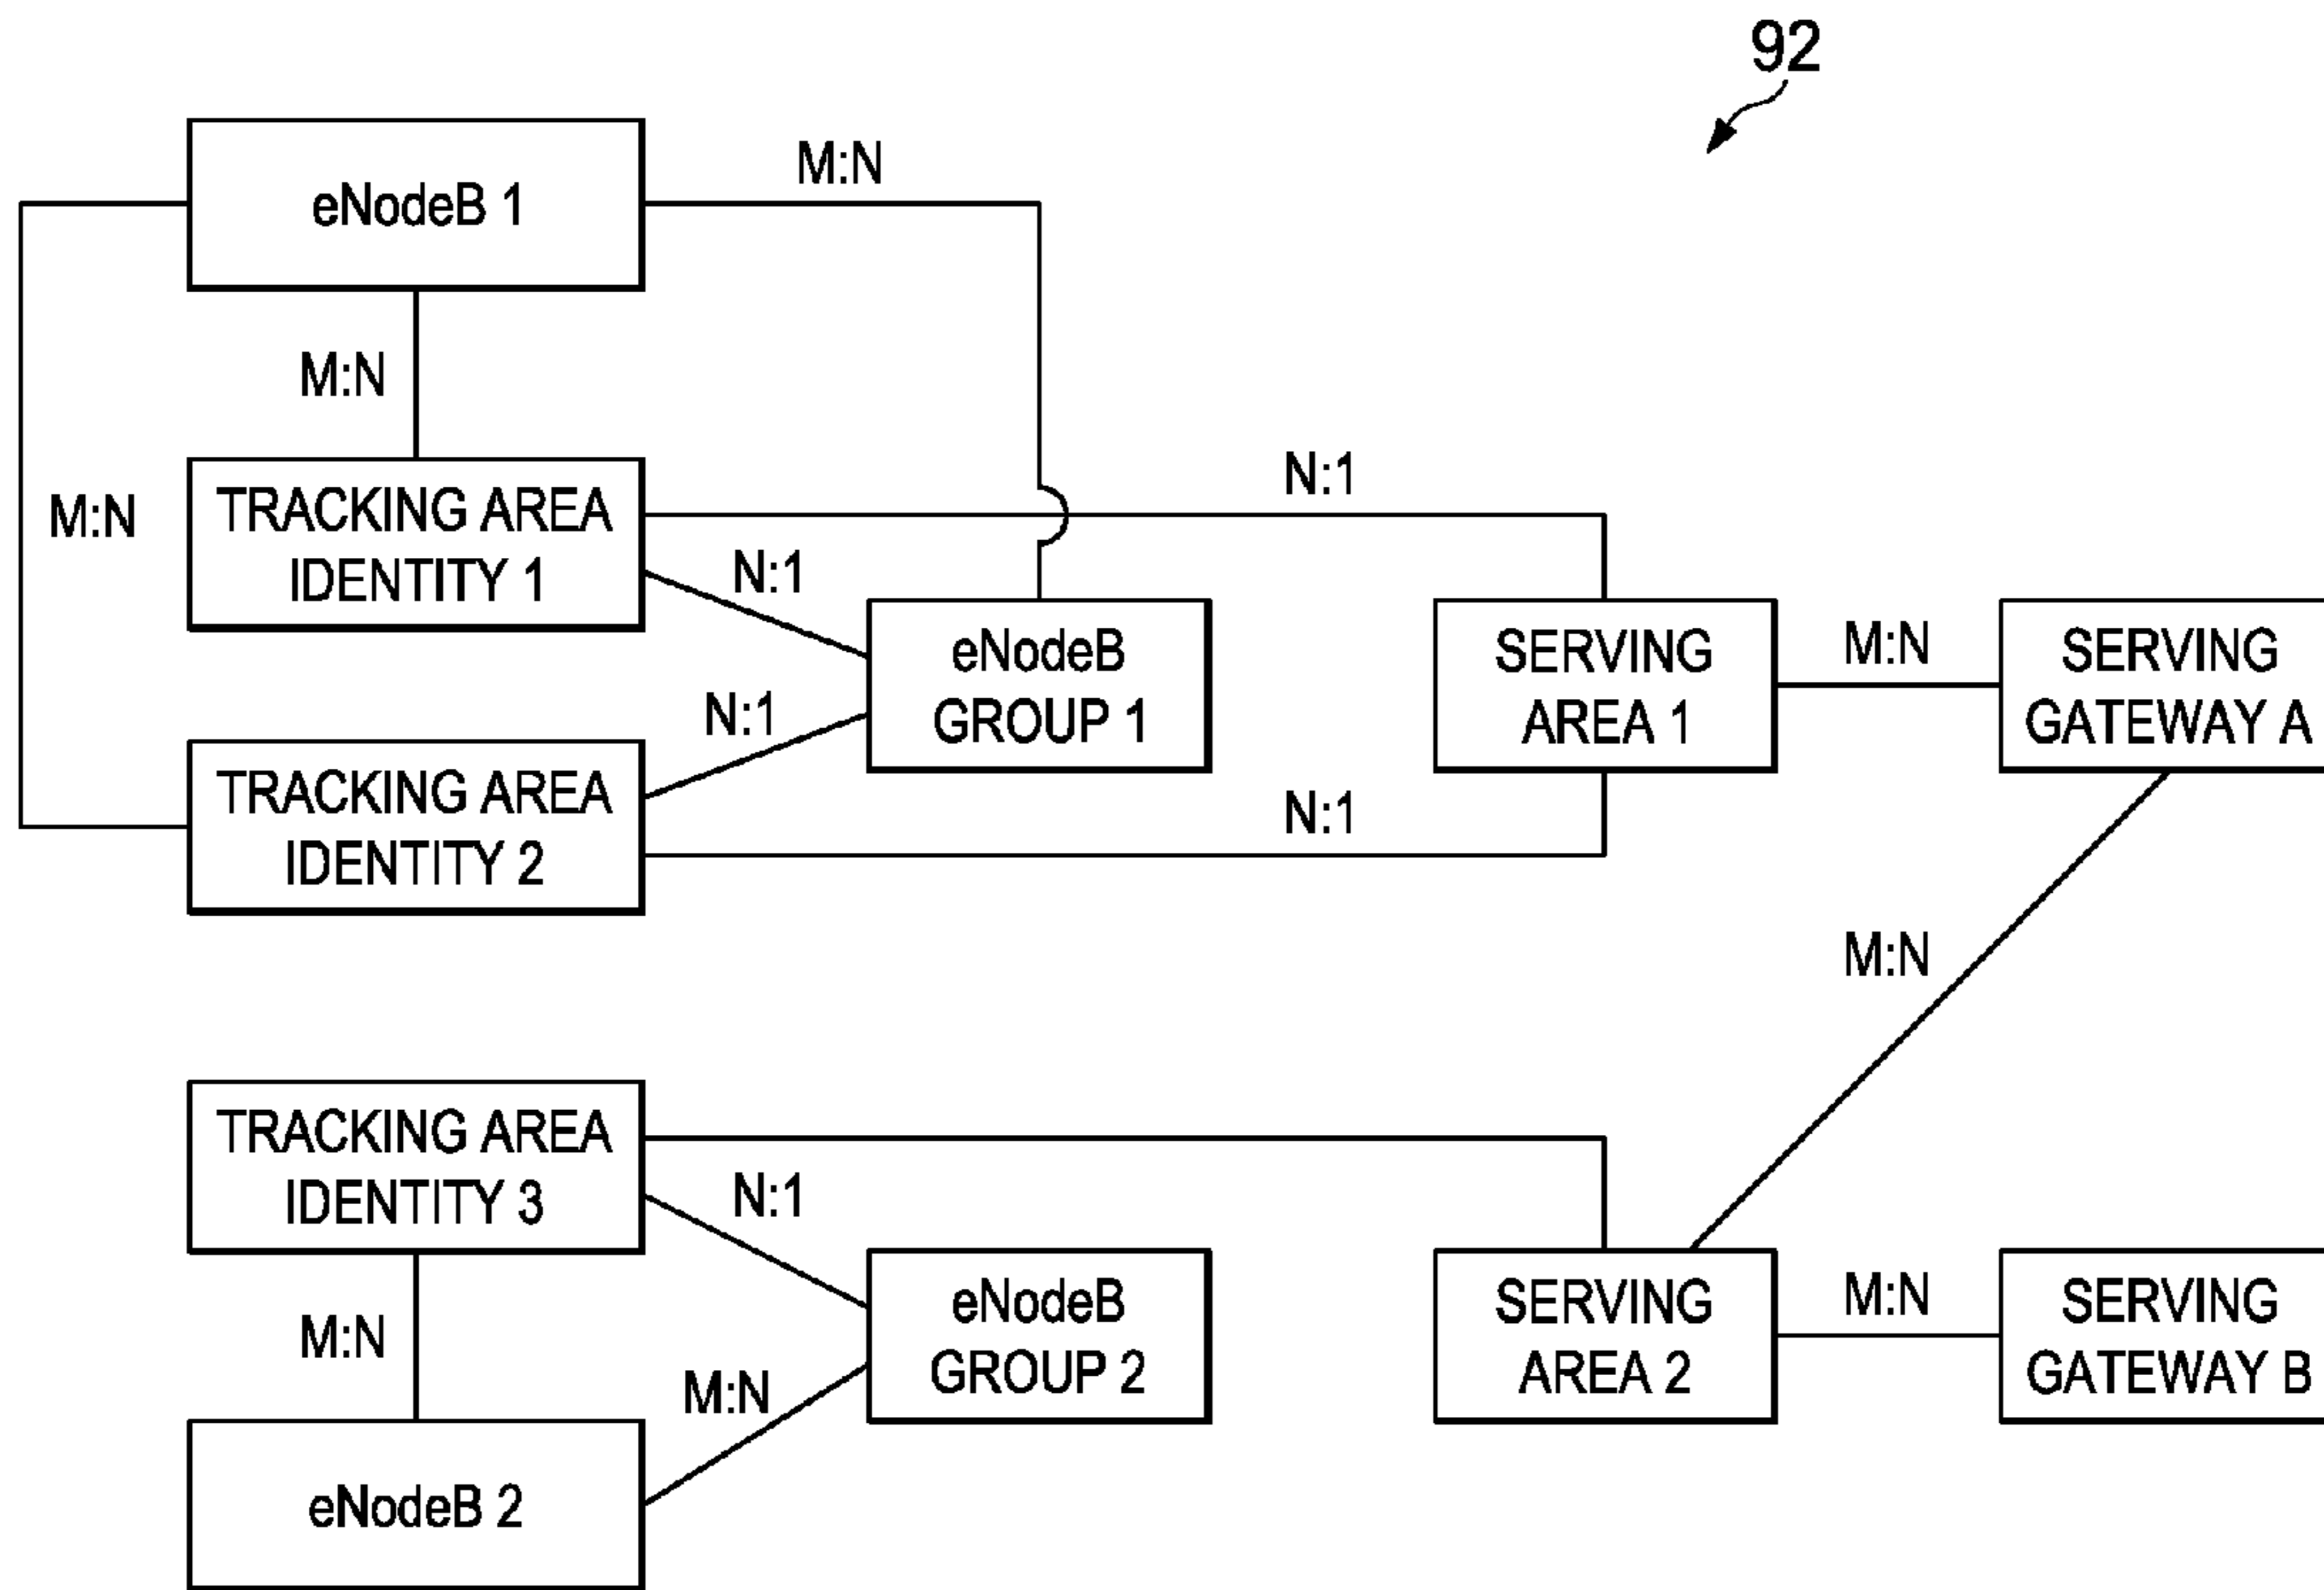 92
eNodeB 1
M:N
M:N
M:N
TRACKING AREA
IDENTITY 1
N:1
N:1
eNodeB
GROUP 1
SERVING
AREA 1
M:N
SERVING
GATEWAY A
N:1
TRACKING AREA
IDENTITY 2
N:1
M:N
TRACKING AREA
IDENTITY 3
N:1
eNodeB
GROUP 2
SERVING
AREA 2
M:N
SERVING
GATEWAY B
M:N
M:N
eNodeB 2